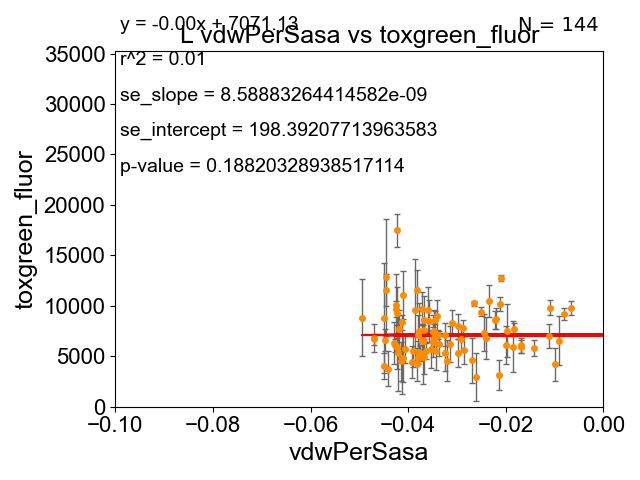 y = -0.00x + 7071.13
N = 144
L vdwPerSasa vs toxgreen_fluor
r^2 = 0.01
se_slope = 8.58883264414582e-09
se_intercept = 198.39207713963583
p-value = 0.18820328938517114
35000
30000
25000
20000
15000
10000
5000
0
toxgreen_fluor
−0.10
−0.08
−0.06
−0.04
−0.02
0.00
vdwPerSasa